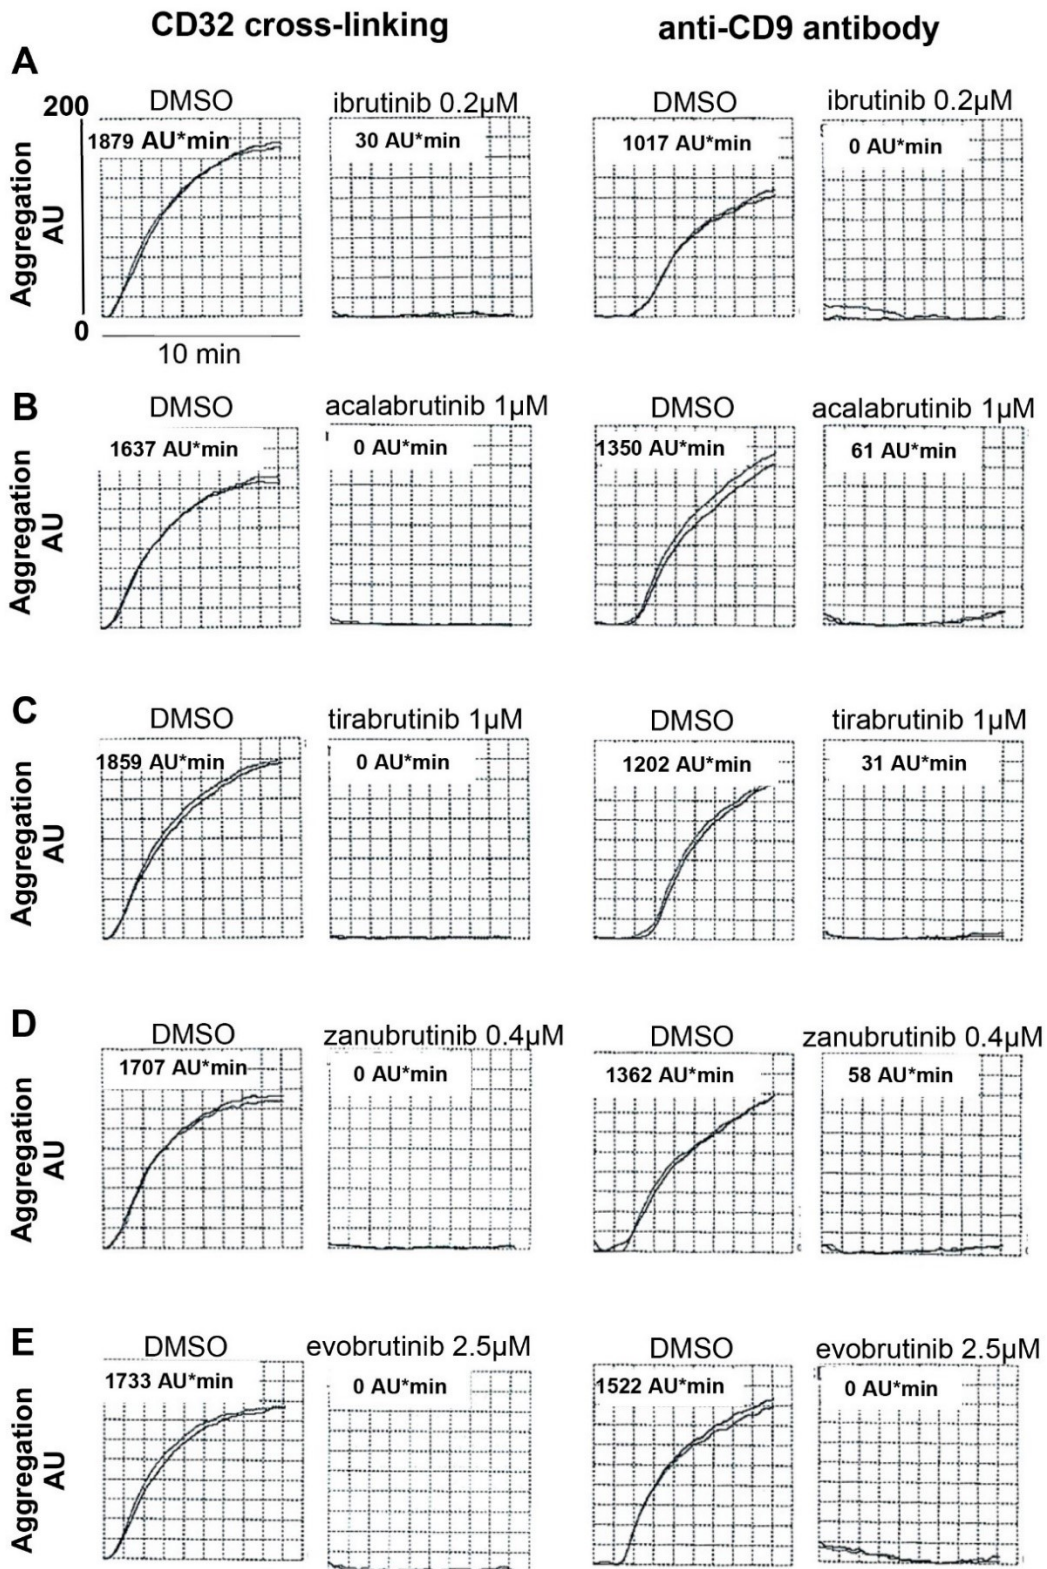 CD32 cross-linking
anti-CD9 antibody
A
DMSO
ibrutinib 0.2µM
DMSO
ibrutinib 0.2µM
200
0
Aggregation
AU
1879 AU*min
30 AU*min
1017 AU*min
0 AU*min
10 min
B
DMSO
acalabrutinib 1µM
DMSO
acalabrutinib 1µM
Aggregation
AU
1637 AU*min
0 AU*min
1350 AU*min
61 AU*min
C
DMSO
tirabrutinib 1µM
DMSO
tirabrutinib 1µM
Aggregation
AU
1859 AU*min
0 AU*min
1202 AU*min
31 AU*min
D
DMSO
zanubrutinib 0.4µM
DMSO
zanubrutinib 0.4µM
Aggregation
AU
1707 AU*min
0 AU*min
1362 AU*min
58 AU*min
E
DMSO
evobrutinib 2.5µM
DMSO
evobrutinib 2.5µM
Aggregation
AU
1733 AU*min
0 AU*min
1522 AU*min
0 AU*min